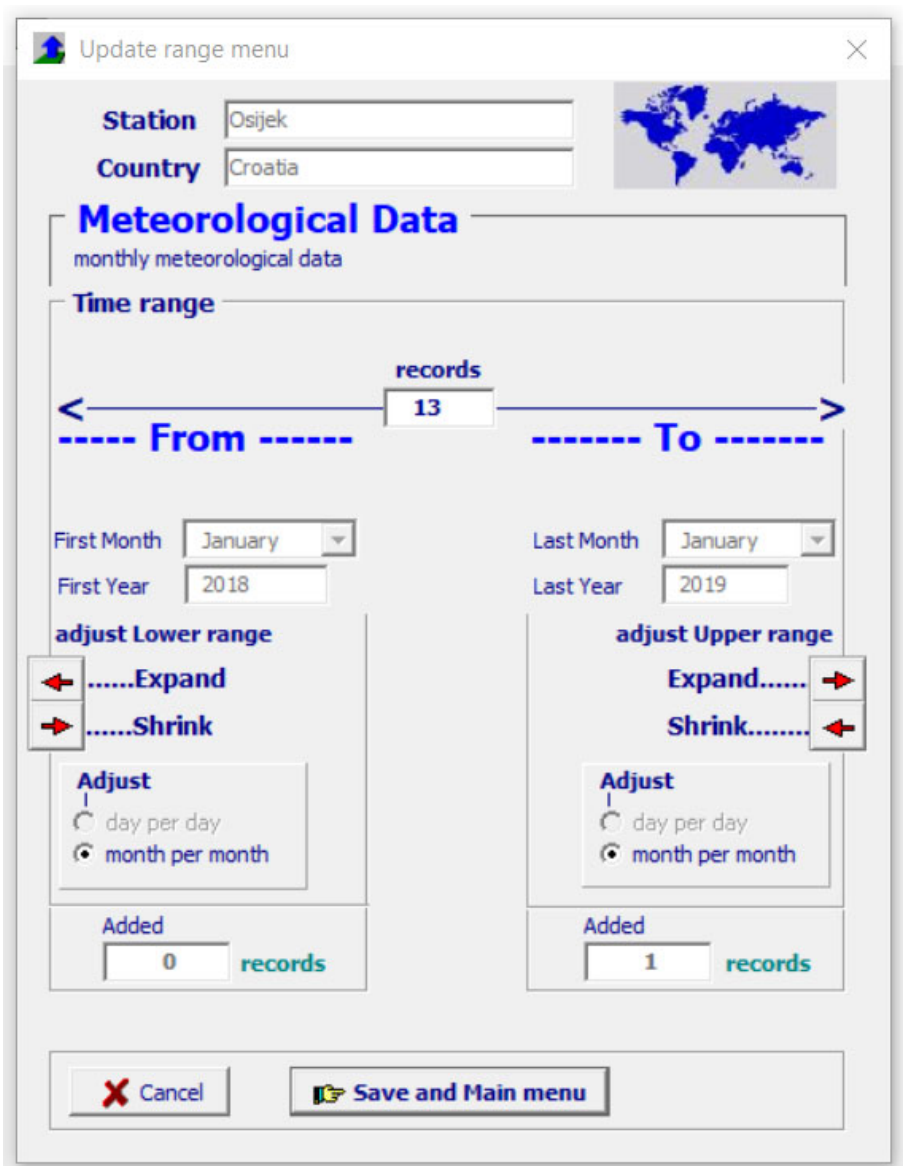 Update range menu
Station Osijek
Country Croatia
Meteorological Data
monthly meteorological data
Time range
records
< 13 >
----- From ------ ------- To -------
First Month January Last Month January
First Year 2018 Last Year 2019
adjust Lower range adjust Upper range
......Expand Expand......
......Shrink Shrink........
Adjust Adjust
day per day day per day
month per month month per month
Added Added
0 records 1 records
Cancel Save and Main menu